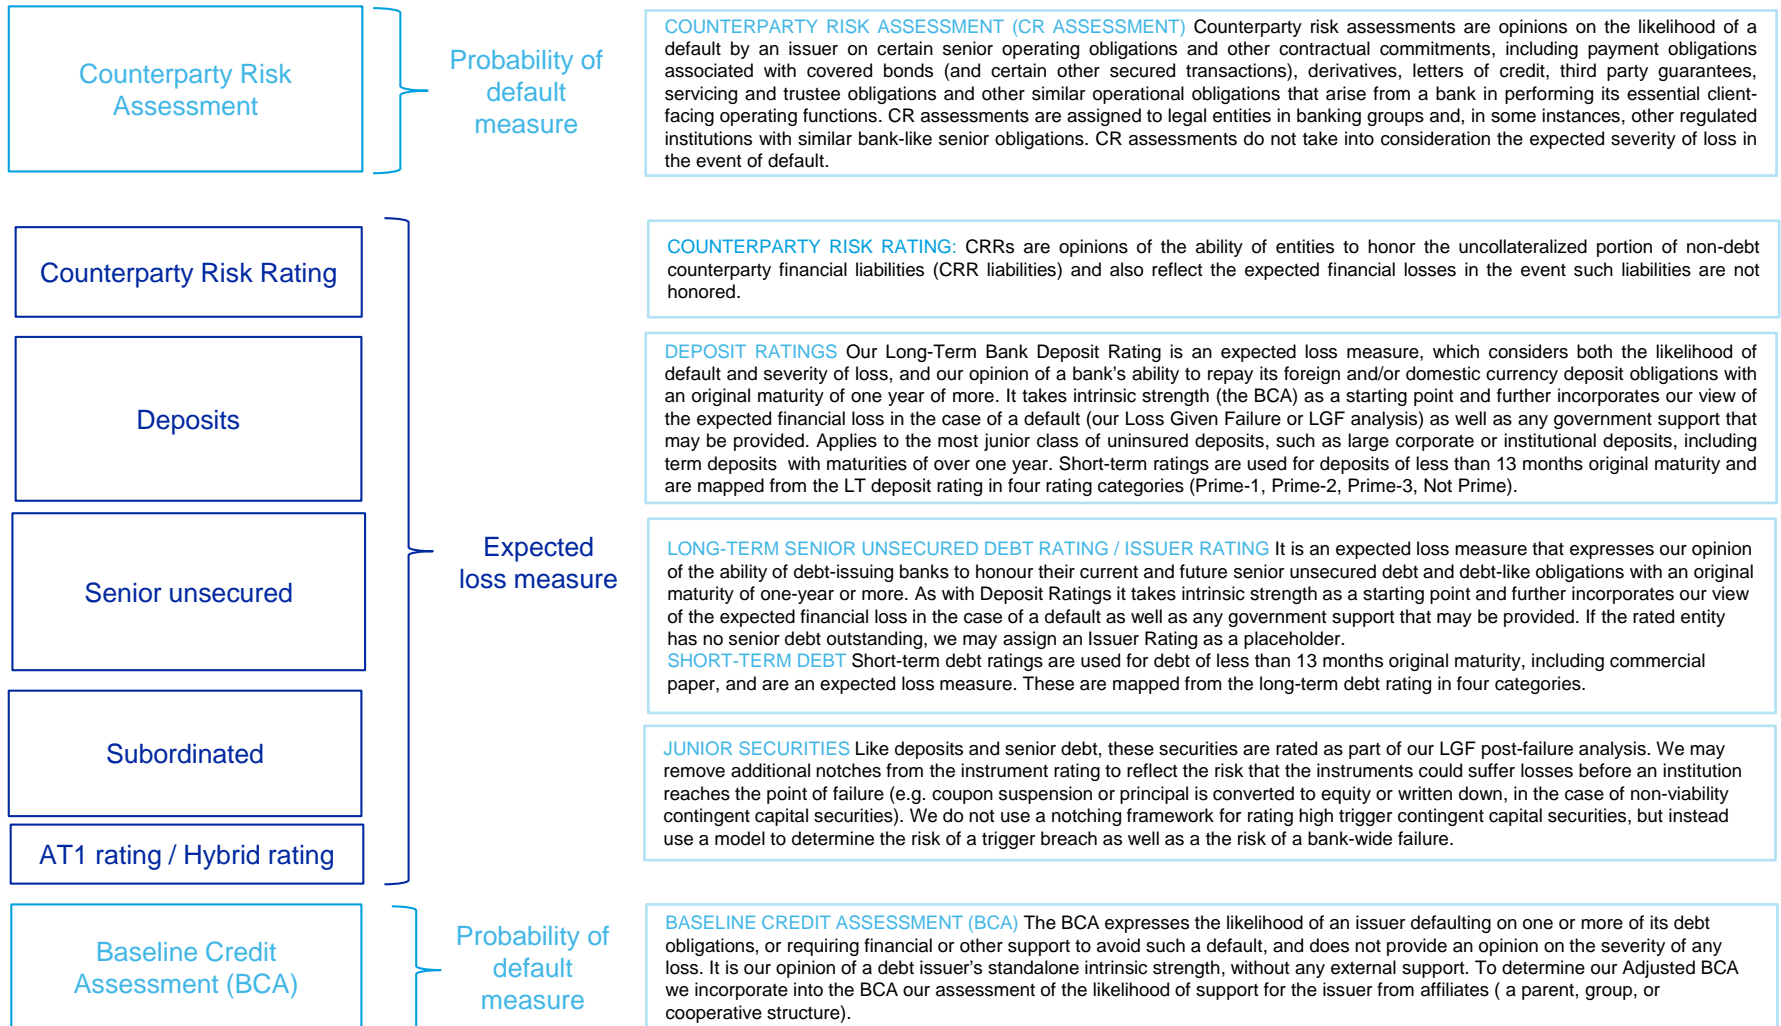 Counterparty Risk
Assessment
Probability of
default
measure
COUNTERPARTY RISK ASSESSMENT (CR ASSESSMENT) Counterparty risk assessments are opinions on the likelihood of a
default by an issuer on certain senior operating obligations and other contractual commitments, including payment obligations
associated with covered bonds (and certain other secured transactions), derivatives, letters of credit, third party guarantees,
servicing and trustee obligations and other similar operational obligations that arise from a bank in performing its essential client-
facing operating functions. CR assessments are assigned to legal entities in banking groups and, in some instances, other regulated
institutions with similar bank-like senior obligations. CR assessments do not take into consideration the expected severity of loss in
the event of default.
Counterparty Risk Rating
COUNTERPARTY RISK RATING: CRRs are opinions of the ability of entities to honor the uncollateralized portion of non-debt
counterparty financial liabilities (CRR liabilities) and also reflect the expected financial losses in the event such liabilities are not
honored.
Deposits
DEPOSIT RATINGS Our Long-Term Bank Deposit Rating is an expected loss measure, which considers both the likelihood of
default and severity of loss, and our opinion of a bank's ability to repay its foreign and/or domestic currency deposit obligations with
an original maturity of one year of more. It takes intrinsic strength (the BCA) as a starting point and further incorporates our view of
the expected financial loss in the case of a default (our Loss Given Failure or LGF analysis) as well as any government support that
may be provided. Applies to the most junior class of uninsured deposits, such as large corporate or institutional deposits, including
term deposits with maturities of over one year. Short-term ratings are used for deposits of less than 13 months original maturity and
are mapped from the LT deposit rating in four rating categories (Prime-1, Prime-2, Prime-3, Not Prime).
Expected
loss measure
Senior unsecured
LONG-TERM SENIOR UNSECURED DEBT RATING / ISSUER RATING It is an expected loss measure that expresses our opinion
of the ability of debt-issuing banks to honour their current and future senior unsecured debt and debt-like obligations with an original
maturity of one-year or more. As with Deposit Ratings it takes intrinsic strength as a starting point and further incorporates our view
of the expected financial loss in the case of a default as well as any government support that may be provided. If the rated entity
has no senior debt outstanding, we may assign an Issuer Rating as a placeholder.
SHORT-TERM DEBT Short-term debt ratings are used for debt of less than 13 months original maturity, including commercial
paper, and are an expected loss measure. These are mapped from the long-term debt rating in four categories.
Subordinated
JUNIOR SECURITIES Like deposits and senior debt, these securities are rated as part of our LGF post-failure analysis. We may
remove additional notches from the instrument rating to reflect the risk that the instruments could suffer losses before an institution
reaches the point of failure (e.g. coupon suspension or principal is converted to equity or written down, in the case of non-viability
contingent capital securities). We do not use a notching framework for rating high trigger contingent capital securities, but instead
use a model to determine the risk of a trigger breach as well as a the risk of a bank-wide failure.
AT1 rating / Hybrid rating
Baseline Credit
Assessment (BCA)
Probability of
default
measure
BASELINE CREDIT ASSESSMENT (BCA) The BCA expresses the likelihood of an issuer defaulting on one or more of its debt
obligations, or requiring financial or other support to avoid such a default, and does not provide an opinion on the severity of any
loss. It is our opinion of a debt issuer's standalone intrinsic strength, without any external support. To determine our Adjusted BCA
we incorporate into the BCA our assessment of the likelihood of support for the issuer from affiliates ( a parent, group, or
cooperative structure).